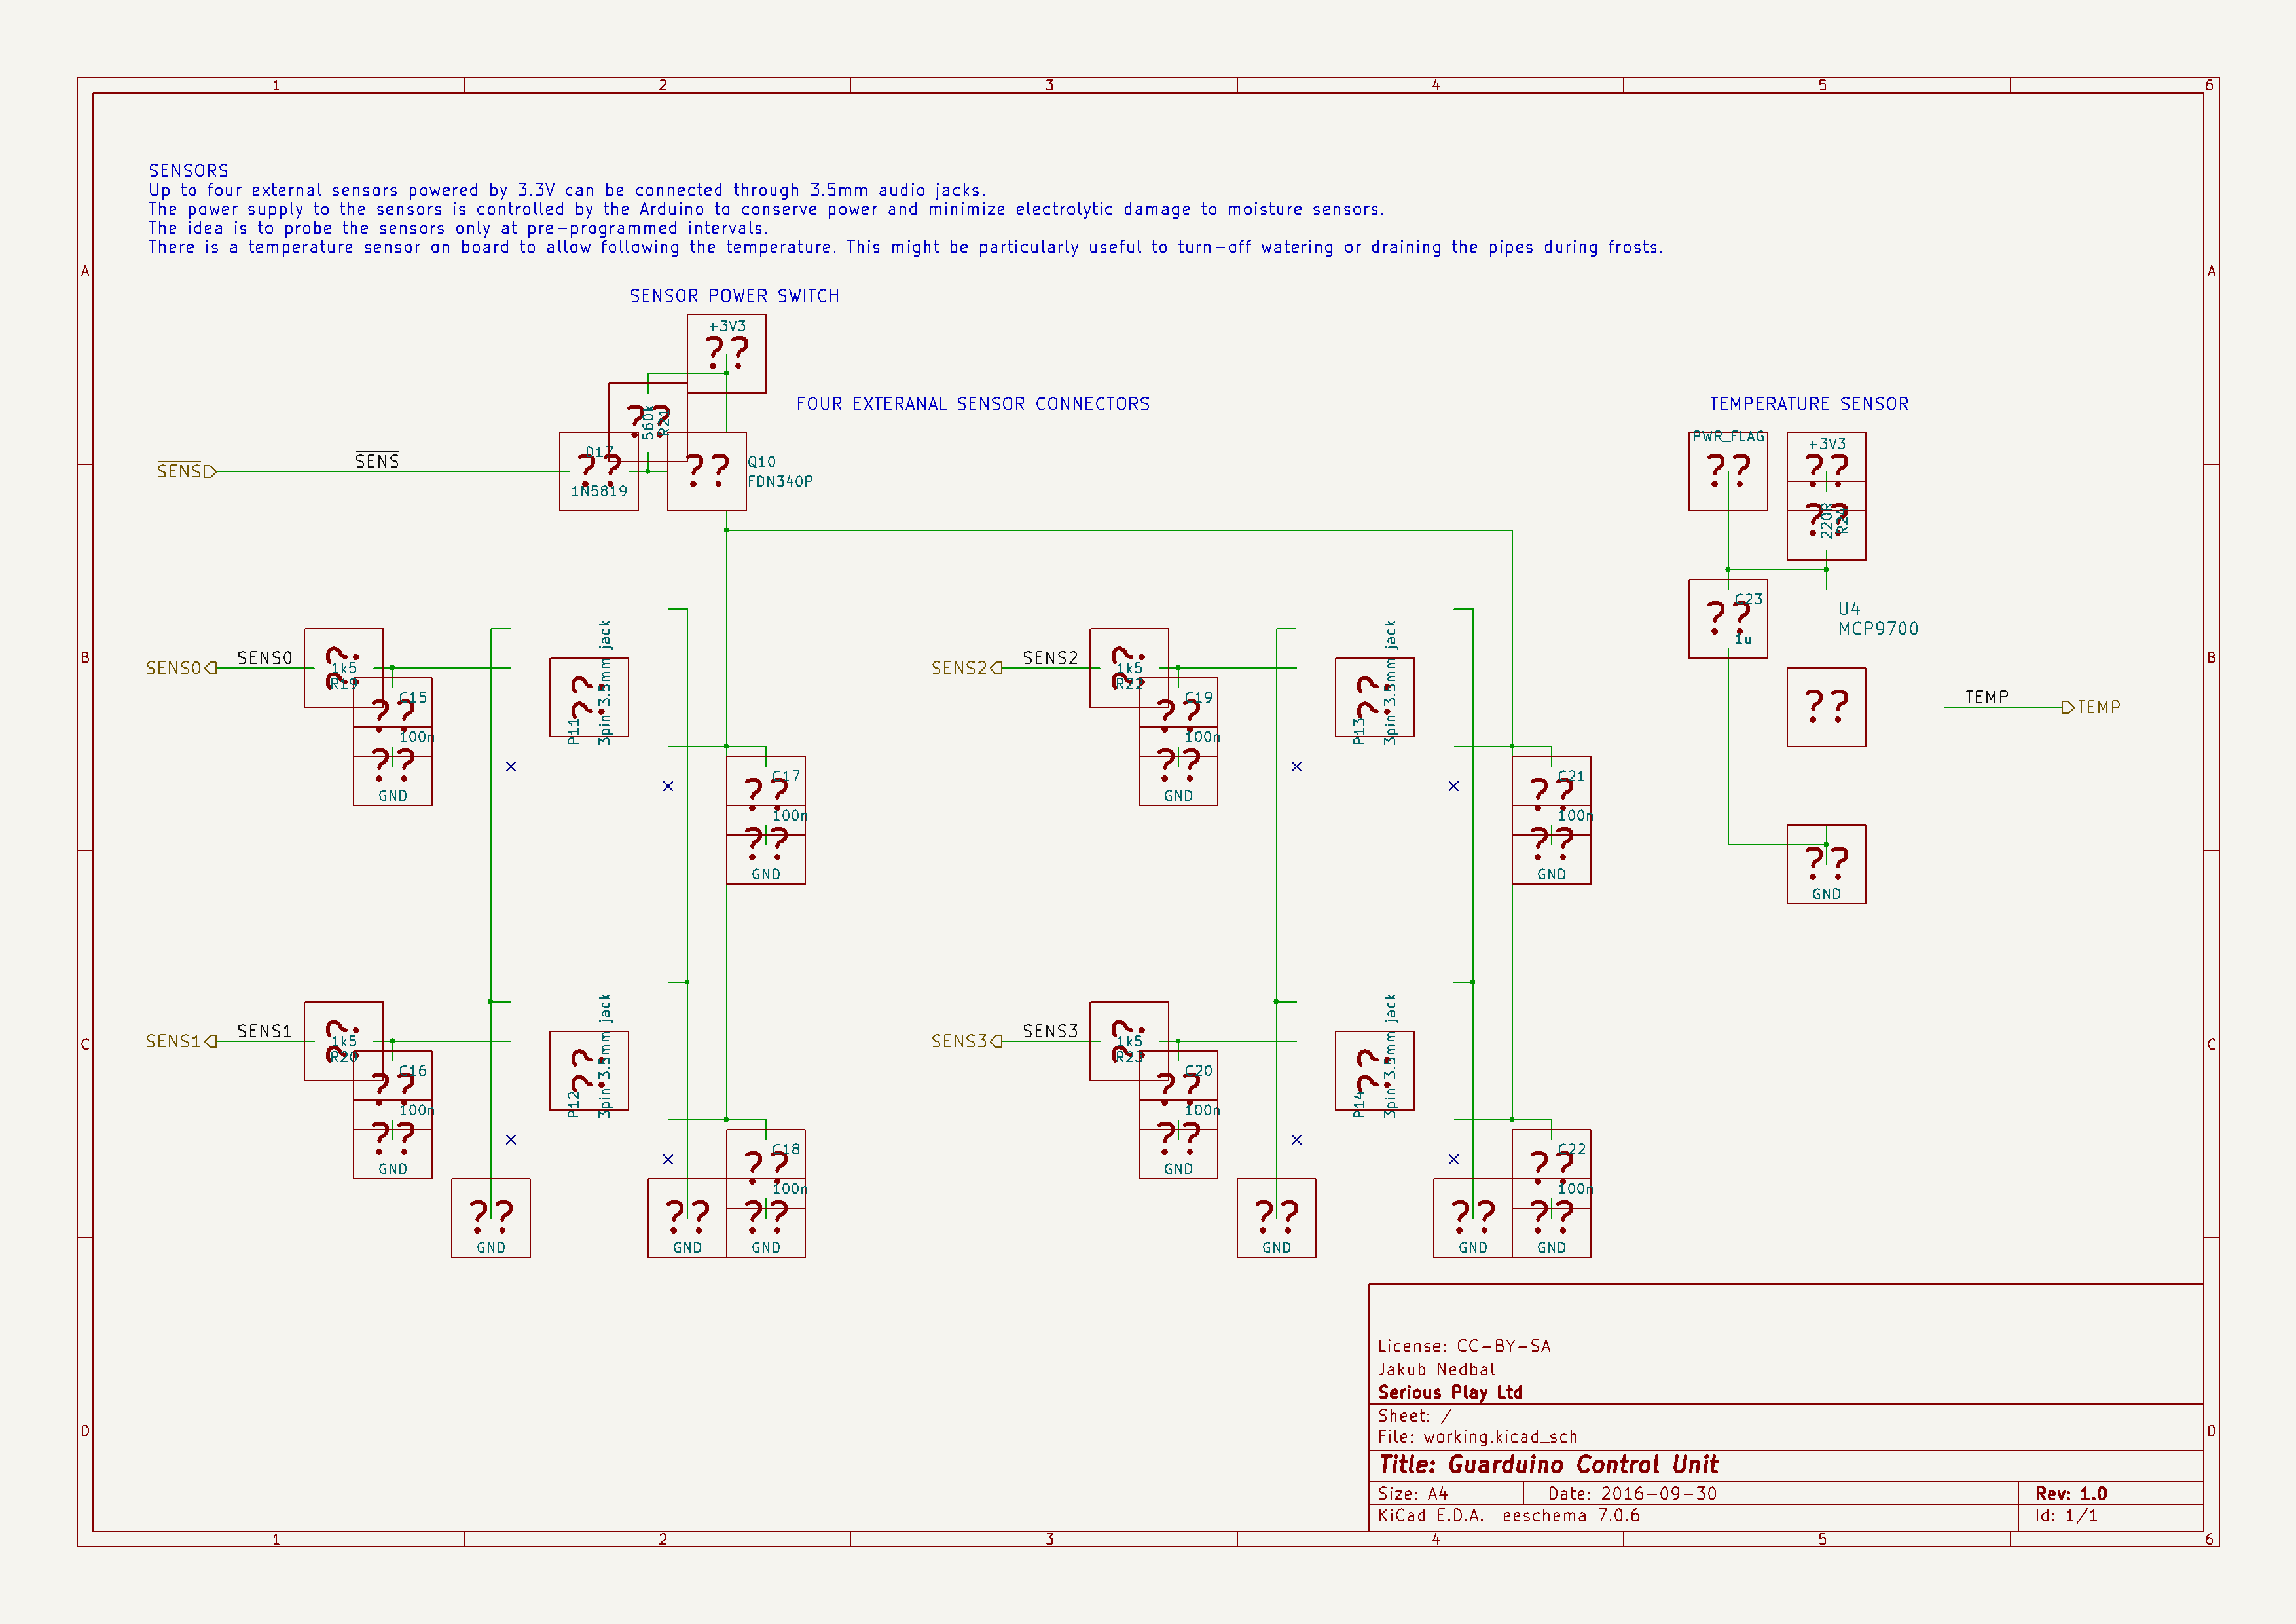 1 2 3 4 5 6
SENSORS
Up to four external sensors powered by 3.3V can be connected through 3.5mm audio jacks.
The power supply to the sensors is controlled by the Arduino to conserve power and minimize electrolytic damage to moisture sensors.
The idea is to probe the sensors only at pre-programmed intervals.
There is a temperature sensor on board to allow following the temperature. This might be particularly useful to turn-off watering or draining the pipes during frosts.
A A
SENSOR POWER SWITCH
+3V3
??
FOUR EXTERANAL SENSOR CONNECTORS
TEMPERATURE SENSOR
560k
R21
??
SENS
SENS
D17
??
1N5819
??
Q10
FDN340P
PWR_FLAG
??
+3V3
??
220R
??
C23
??
1u
U4
MCP9700
??
TEMP
TEMP
??
GND
B B
SENS0
SENS0
??
1k5
R19
C15
??
100n
??
GND
P11
3pin 3.5mm jack
??
C17
??
100n
??
GND
SENS2
SENS2
??
1k5
R22
C19
??
100n
??
GND
P13
3pin 3.5mm jack
??
C21
??
100n
??
GND
C C
SENS1
SENS1
??
1k5
R20
C16
??
100n
??
GND
P12
3pin 3.5mm jack
??
C18
??
100n
??
GND
??
GND
??
GND
SENS3
SENS3
??
1k5
R23
C20
??
100n
??
GND
P14
3pin 3.5mm jack
??
C22
??
100n
??
GND
??
GND
??
GND
D D
License: CC-BY-SA
Jakub Nedbal
Serious Play Ltd
Sheet: /
File: working.kicad_sch
Title: Guarduino Control Unit
Size: A4 Date: 2016-09-30 Rev: 1.0
KiCad E.D.A. eeschema 7.0.6 Id: 1/1
1 2 3 4 5 6